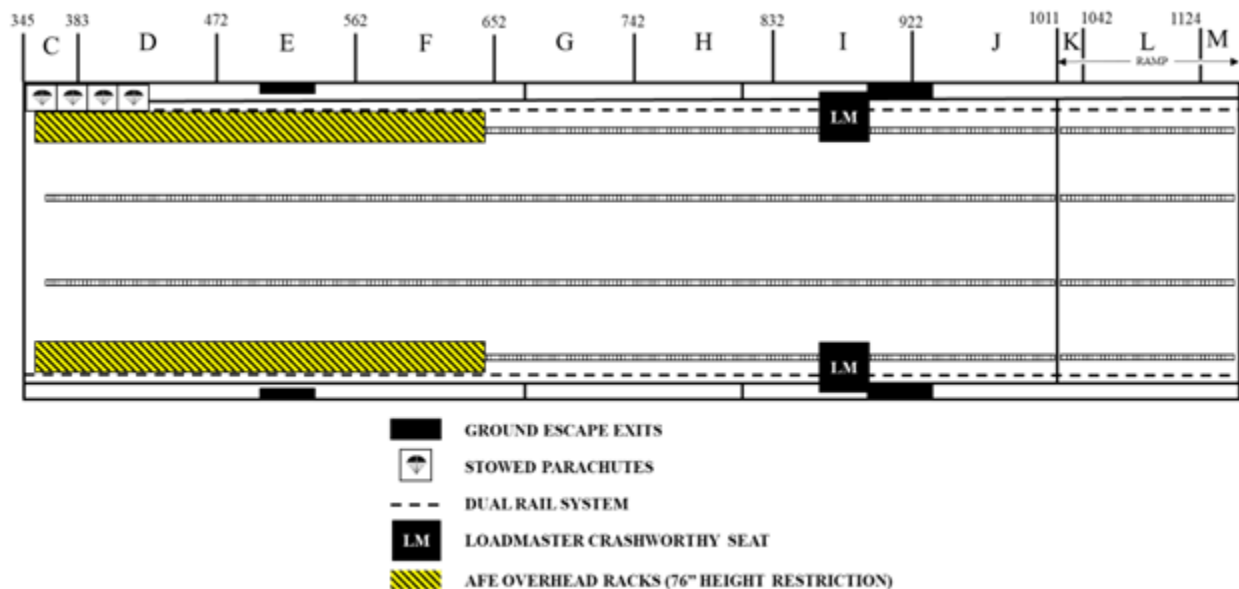 345 383 472 562 652 742 832 922 1011 1042 1124
C D E F G H I J K L M
RAMP
LM
LM
GROUND ESCAPE EXITS
STOWED PARACHUTES
DUAL RAIL SYSTEM
LM LOADMASTER CRASHWORTHY SEAT
AFE OVERHEAD RACKS (76" HEIGHT RESTRICTION)